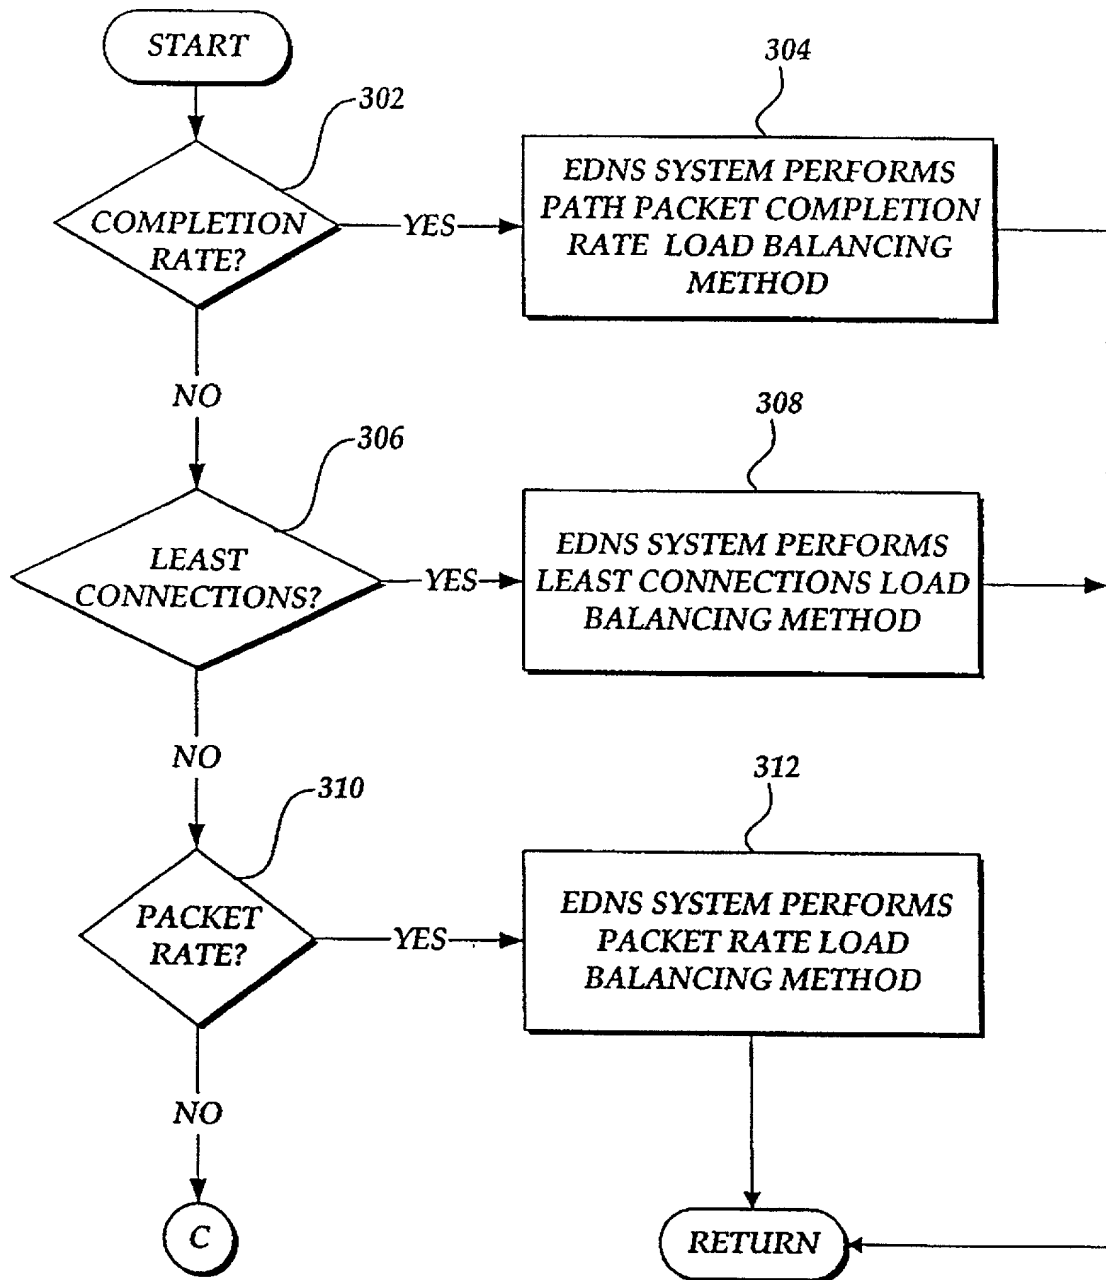 START
302
COMPLETION
RATE?
YES
304
EDNS SYSTEM PERFORMS
PATH PACKET COMPLETION
RATE LOAD BALANCING
METHOD
NO
306
LEAST
CONNECTIONS?
YES
308
EDNS SYSTEM PERFORMS
LEAST CONNECTIONS LOAD
BALANCING METHOD
NO
310
PACKET
RATE?
YES
312
EDNS SYSTEM PERFORMS
PACKET RATE LOAD
BALANCING METHOD
NO
C
RETURN